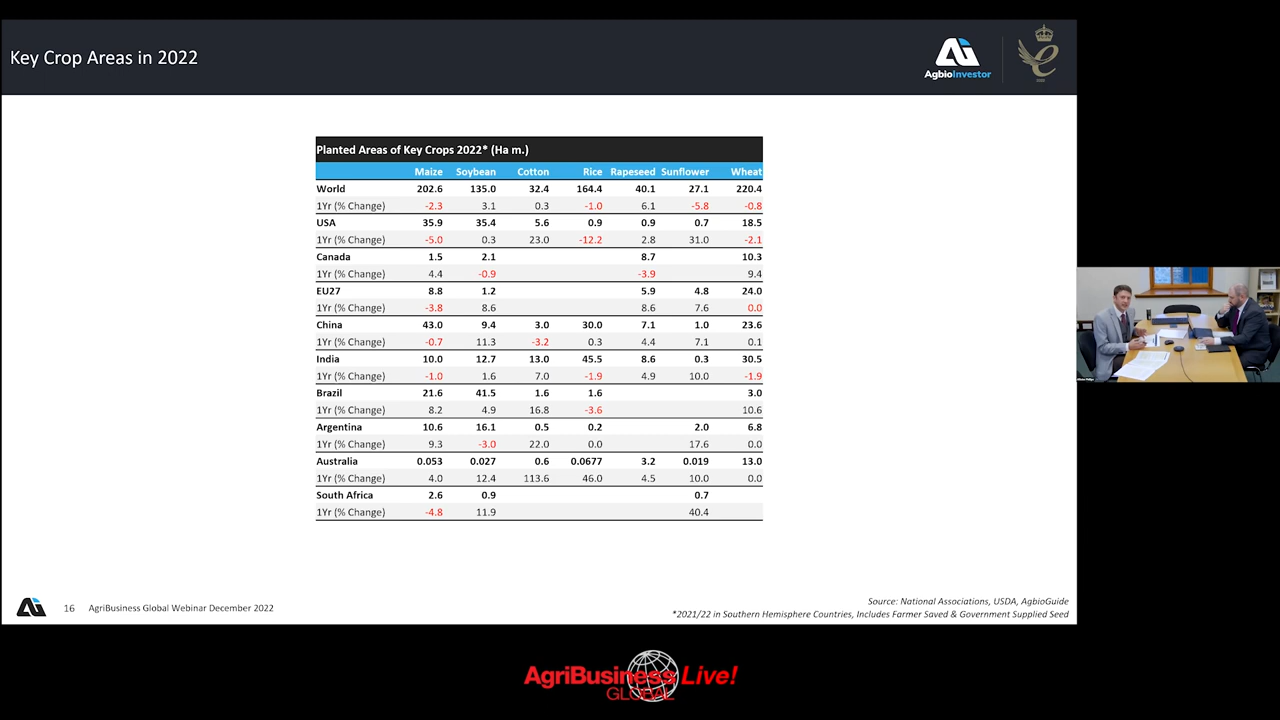 Key Crop Areas in 2022
AgbioInvestor
Planted Areas of Key Crops 2022* (Ha m.)
Maize Soybean Cotton Rice Rapeseed Sunflower Wheat
World 202.6 135.0 32.4 164.4 40.1 27.1 220.4
1Yr (% Change) -2.3 3.1 0.3 -1.0 6.1 -5.8 -0.8
USA 35.9 35.4 5.6 0.9 0.9 0.7 18.5
1Yr (% Change) -5.0 0.3 23.0 -12.2 2.8 31.0 -2.1
Canada 1.5 2.1 8.7 10.3
1Yr (% Change) 4.4 -0.9 -3.9 9.4
EU27 8.8 1.2 5.9 4.8 24.0
1Yr (% Change) -3.8 8.6 8.6 7.6 0.0
China 43.0 9.4 3.0 30.0 7.1 1.0 23.6
1Yr (% Change) -0.7 11.3 -3.2 0.3 4.4 7.1 0.1
India 10.0 12.7 13.0 45.5 8.6 0.3 30.5
1Yr (% Change) -1.0 1.6 7.0 -1.9 4.9 10.0 -1.9
Brazil 21.6 41.5 1.6 1.6 3.0
1Yr (% Change) 8.2 4.9 16.8 -3.6 10.6
Argentina 10.6 16.1 0.5 0.2 2.0 6.8
1Yr (% Change) 9.3 -3.0 22.0 0.0 17.6 0.0
Australia 0.053 0.027 0.6 0.0677 3.2 0.019 13.0
1Yr (% Change) 4.0 12.4 113.6 46.0 4.5 10.0 0.0
South Africa 2.6 0.9 0.7
1Yr (% Change) -4.8 11.9 40.4
16 AgriBusiness Global Webinar December 2022
Source: National Associations, USDA, AgbioGuide
*2021/22 in Southern Hemisphere Countries, Includes Farmer Saved & Government Supplied Seed
AgriBusiness Live!
GLOBAL